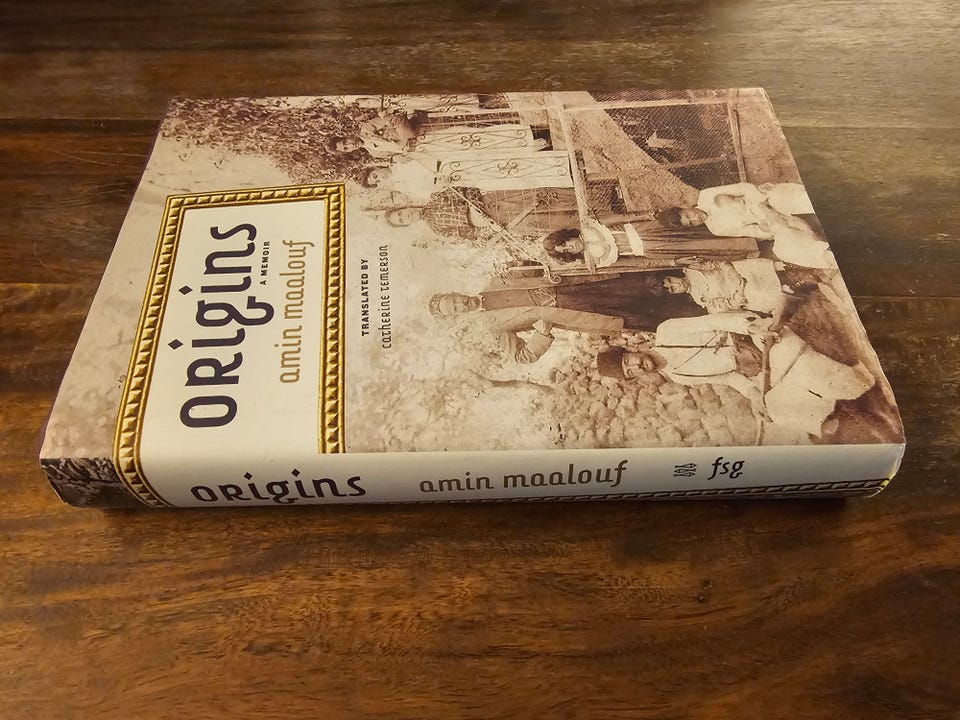 origins
A MEMOIR
amin maalouf
TRANSLATED BY
catherine temerson
origins amin maalouf fsg